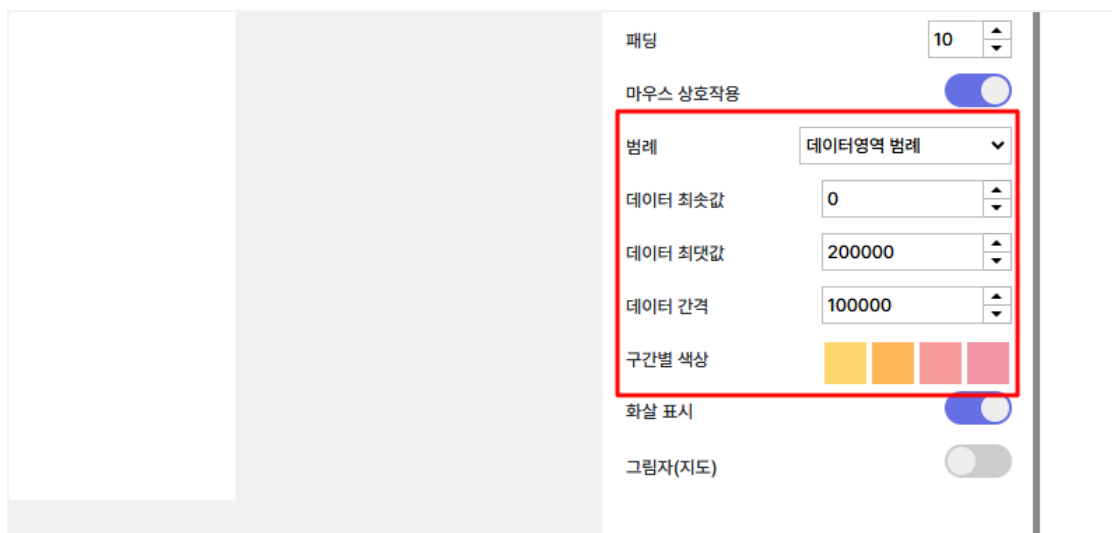 패딩 10
마우스 상호작용
범례 데이터영역 범례
데이터 최솟값 0
데이터 최댓값 200000
데이터 간격 100000
구간별 색상
화살 표시
그림자(지도)